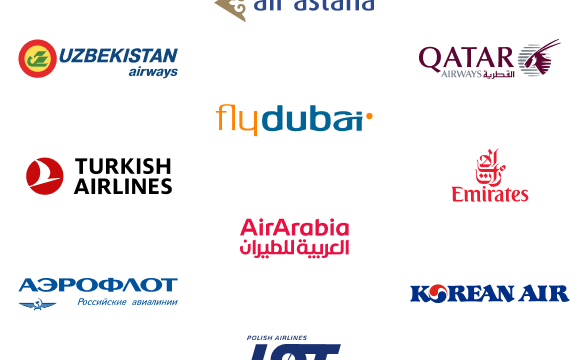 air astana
UZBEKISTAN
airways
QATAR
AIRWAYS القطرية
flydubai
TURKISH
AIRLINES
Emirates
AirArabia
العربية للطيران
АЭРОФЛОТ
Российские авиалинии
KOREAN AIR
POLISH AIRLINES
LOT